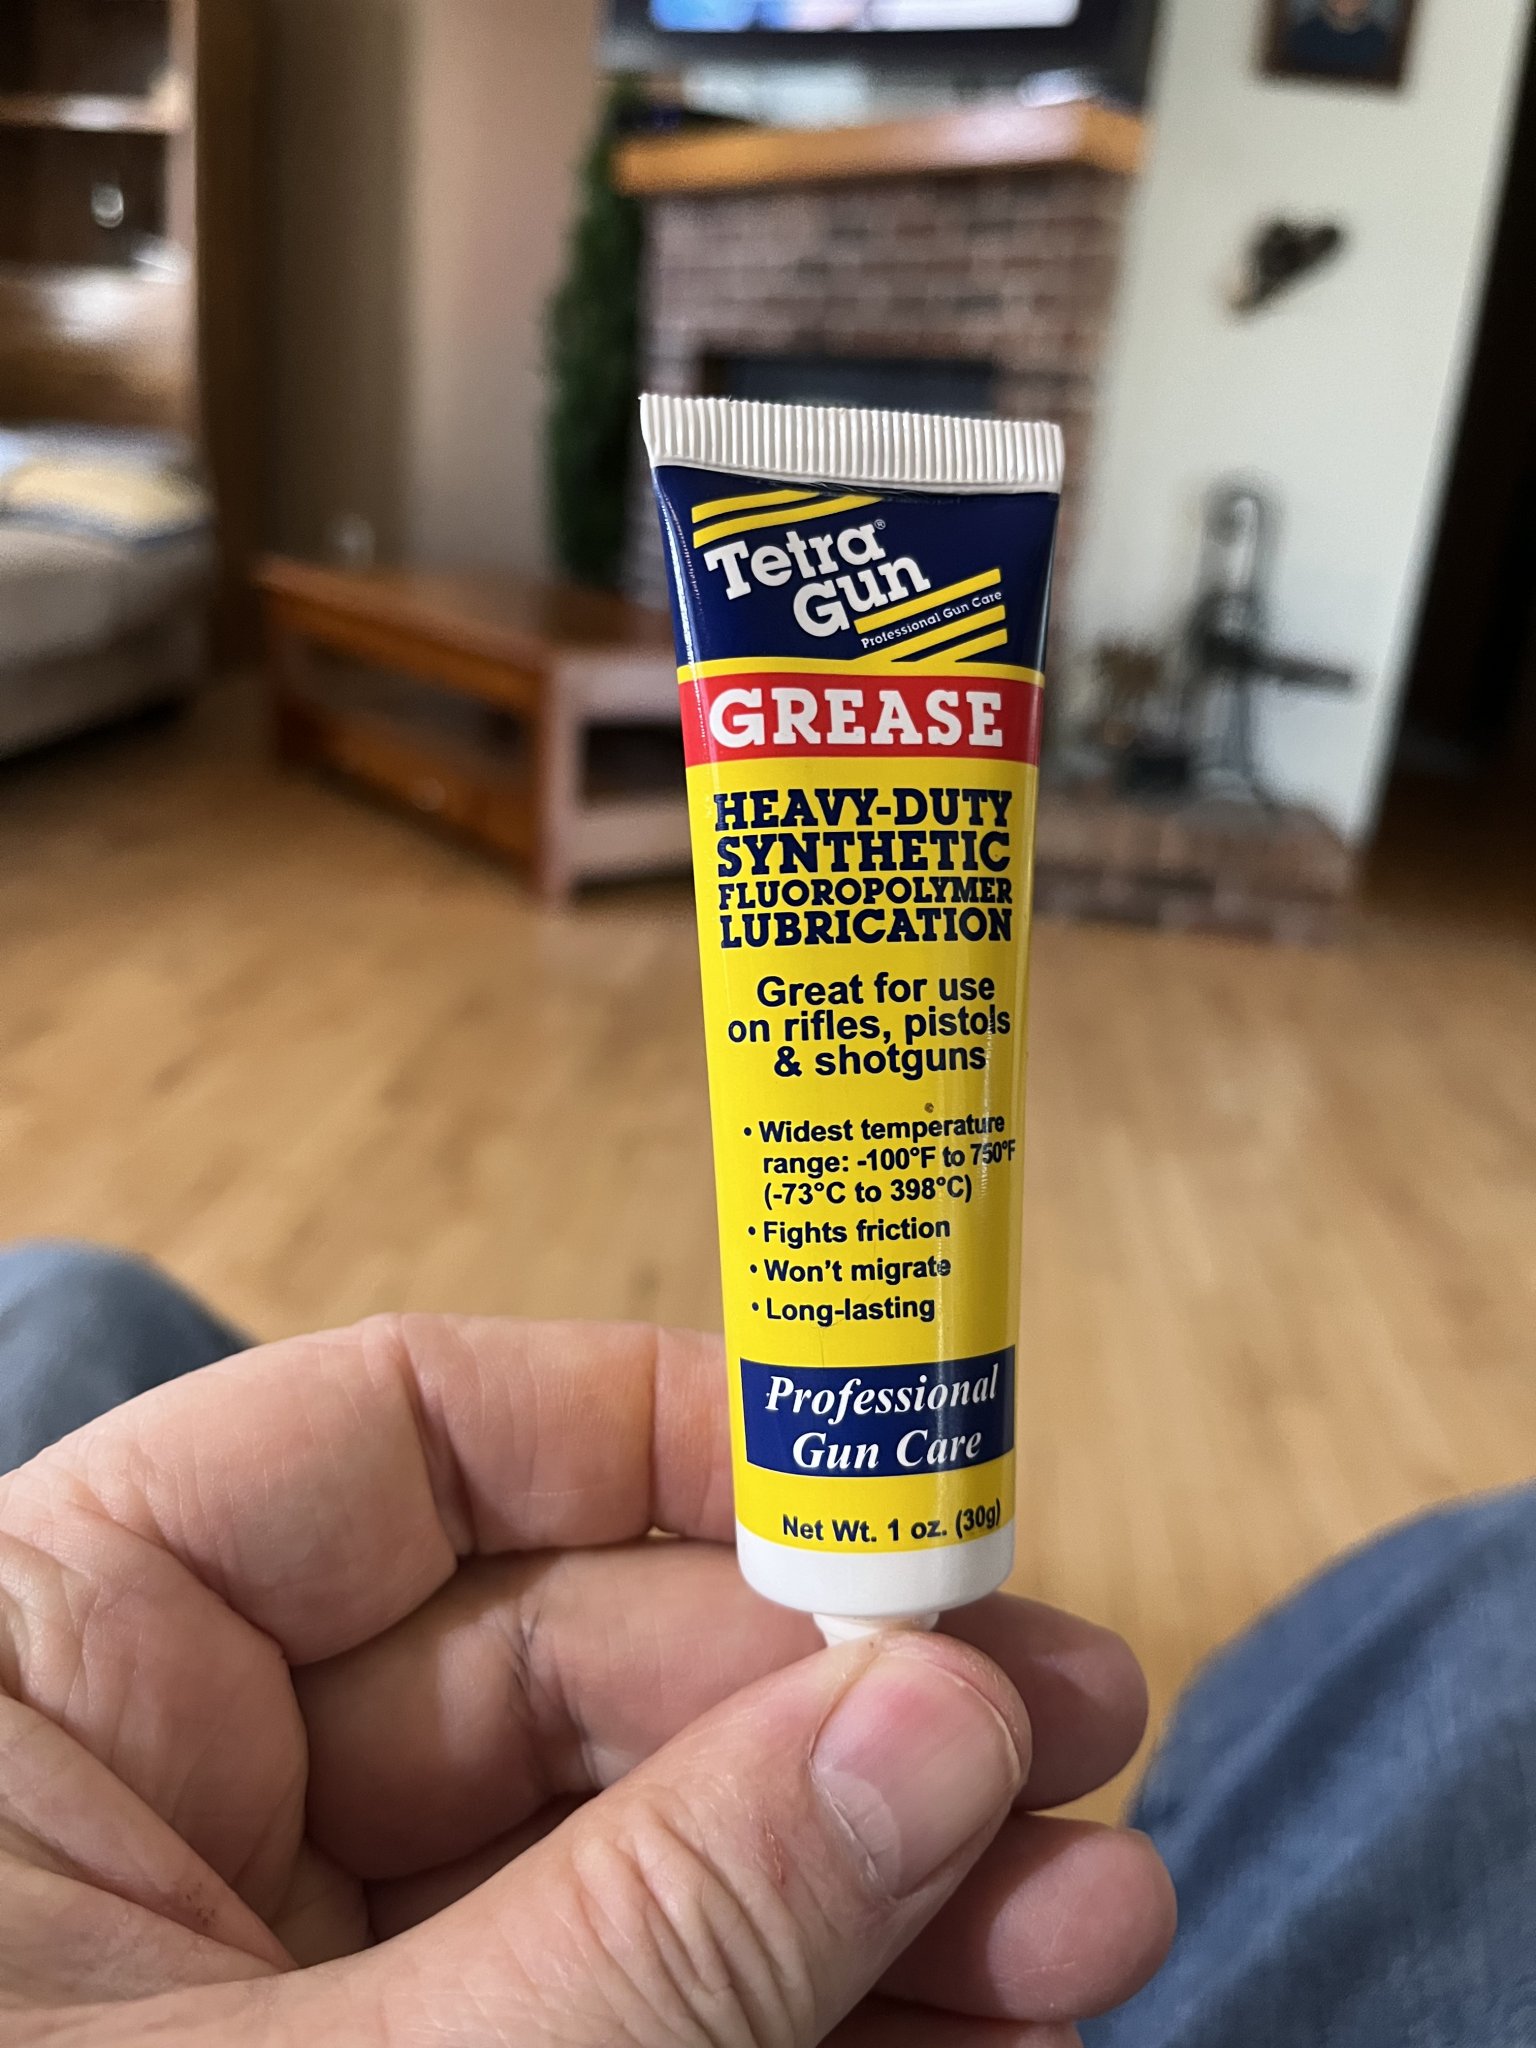 Tetra®
Gun
Professional Gun Care
GREASE
HEAVY-DUTY
SYNTHETIC
FLUOROPOLYMER
LUBRICATION
Great for use
on rifles, pistols
& shotguns
• Widest temperature
range: -100°F to 750°F
(-73°C to 398°C)
• Fights friction
• Won't migrate
• Long-lasting
Professional
Gun Care
Net Wt. 1 oz. (30g)